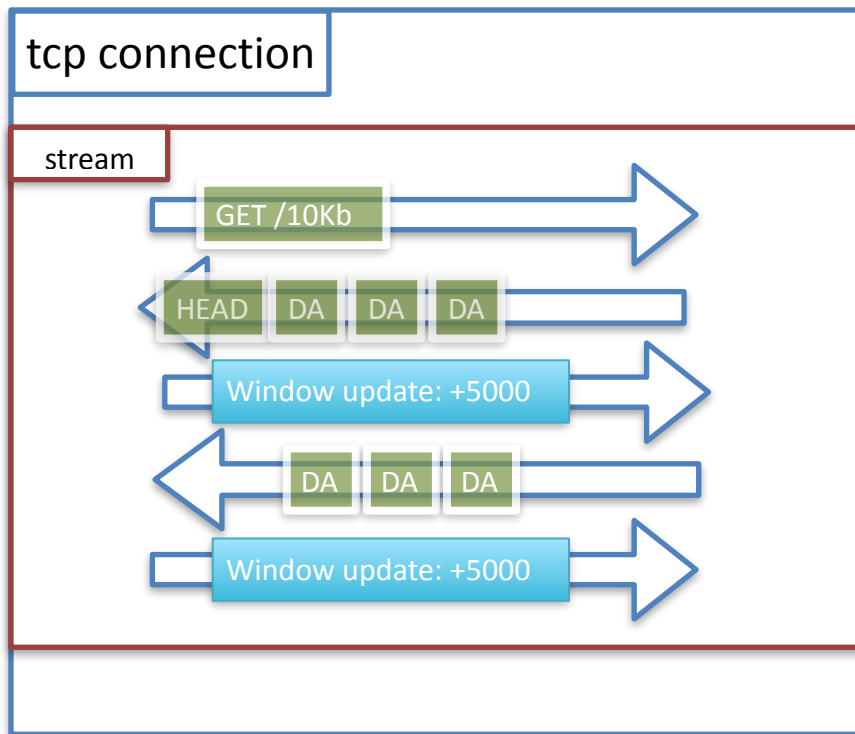 tcp connection
stream
GET /10Kb
HEAD DA DA DA
Window update: +5000
DA DA DA
Window update: +5000